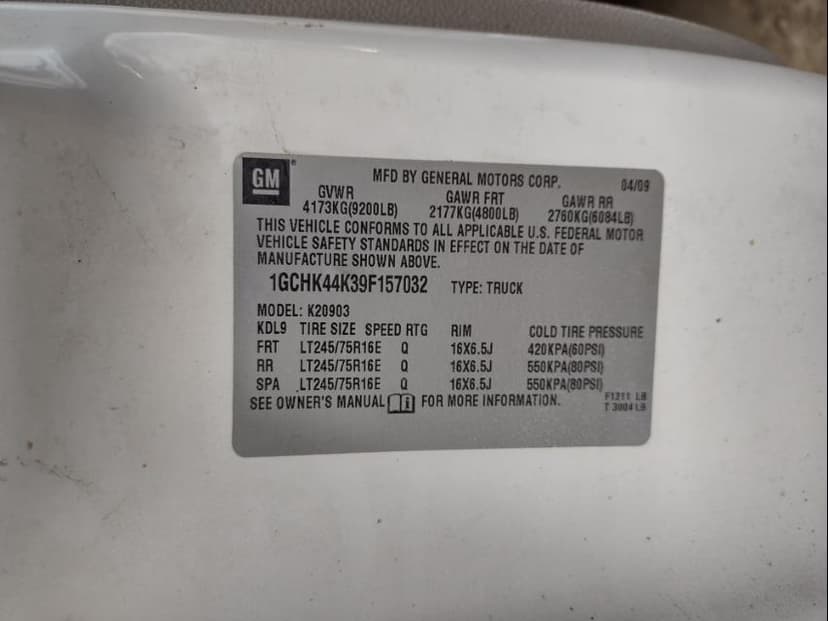 GM
MFD BY GENERAL MOTORS CORP. 04/09
GVWR GAWR FRT GAWR RR
4173KG(9200LB) 2177KG(4800LB) 2760KG(6084LB)
THIS VEHICLE CONFORMS TO ALL APPLICABLE U.S. FEDERAL MOTOR
VEHICLE SAFETY STANDARDS IN EFFECT ON THE DATE OF
MANUFACTURE SHOWN ABOVE.
1GCHK44K39F157032 TYPE: TRUCK
MODEL: K20903
KDL9 TIRE SIZE SPEED RTG RIM COLD TIRE PRESSURE
FRT LT245/75R16E Q 16X6.5J 420KPA(60PSI)
RR LT245/75R16E Q 16X6.5J 550KPA(80PSI)
SPA LT245/75R16E Q 16X6.5J 550KPA(80PSI)
SEE OWNER'S MANUAL FOR MORE INFORMATION.
F1211 LB
T 3004 LB